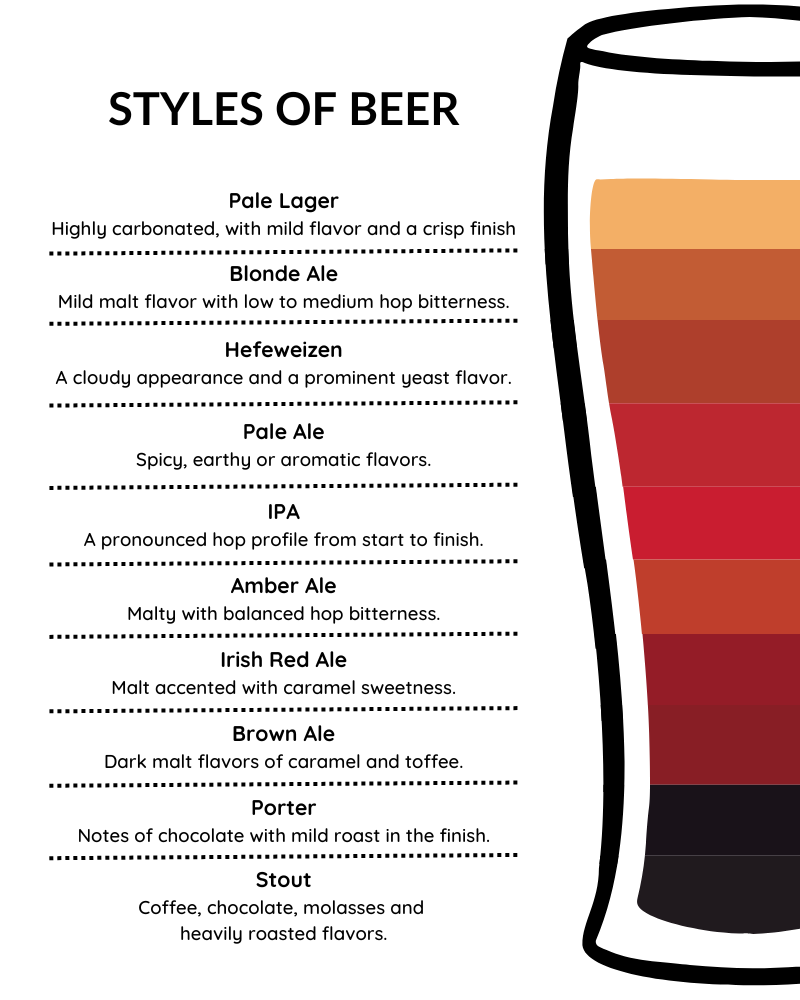 STYLES OF BEER
Pale Lager
Highly carbonated, with mild flavor and a crisp finish
Blonde Ale
Mild malt flavor with low to medium hop bitterness.
Hefeweizen
A cloudy appearance and a prominent yeast flavor.
Pale Ale
Spicy, earthy or aromatic flavors.
IPA
A pronounced hop profile from start to finish.
Amber Ale
Malty with balanced hop bitterness.
Irish Red Ale
Malt accented with caramel sweetness.
Brown Ale
Dark malt flavors of caramel and toffee.
Porter
Notes of chocolate with mild roast in the finish.
Stout
Coffee, chocolate, molasses and
heavily roasted flavors.